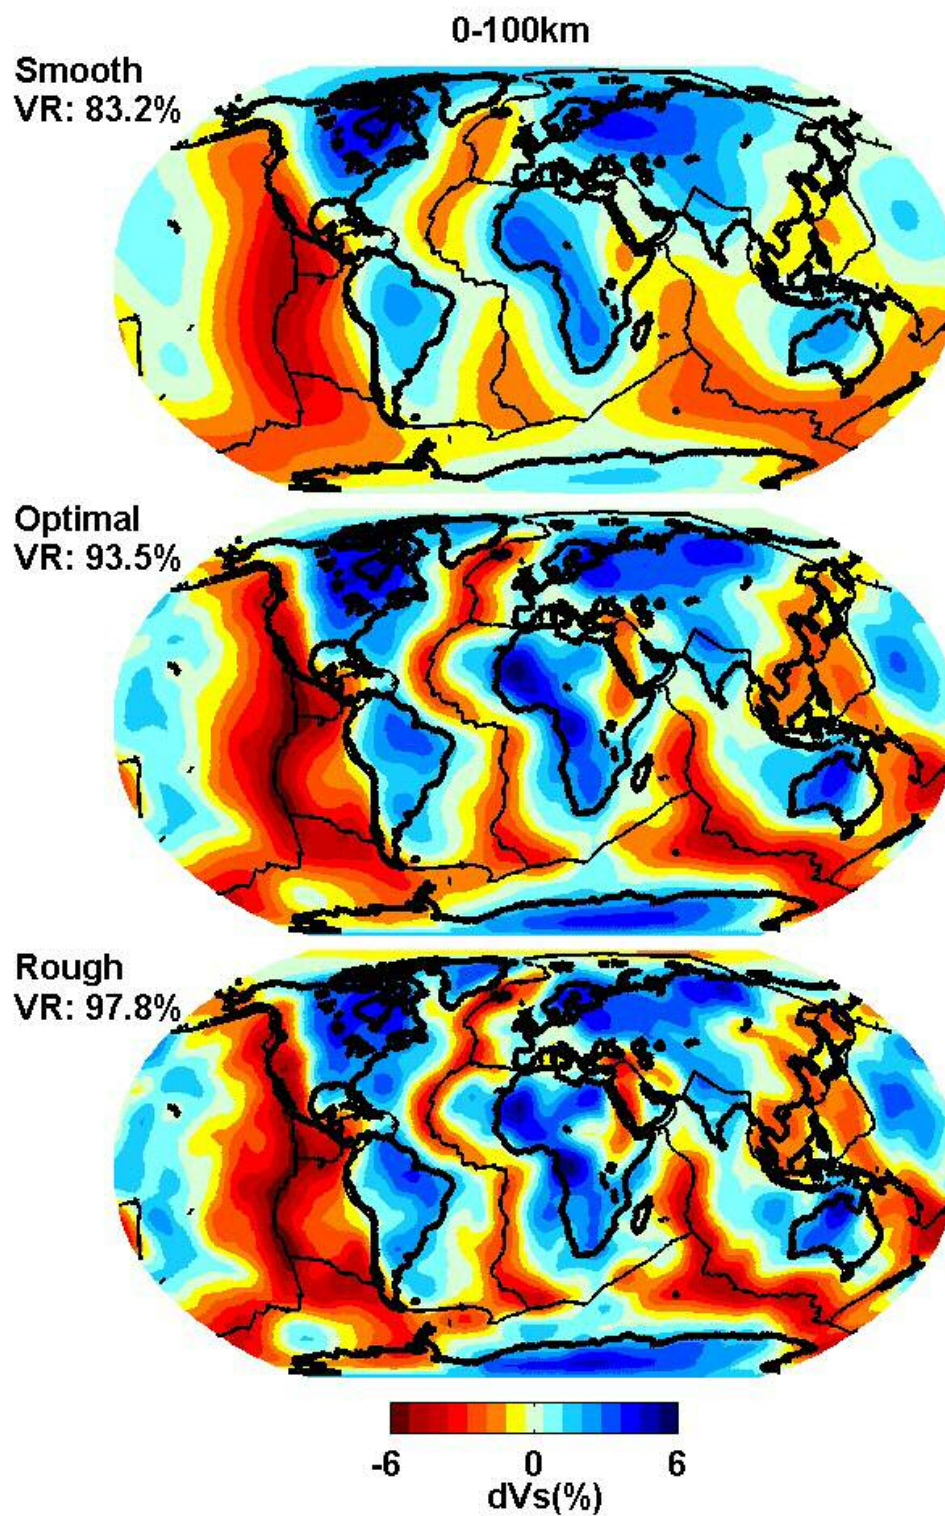 0-100km
Smooth
VR: 83.2%
Optimal
VR: 93.5%
Rough
VR: 97.8%
-6 0 6
dVs(%)